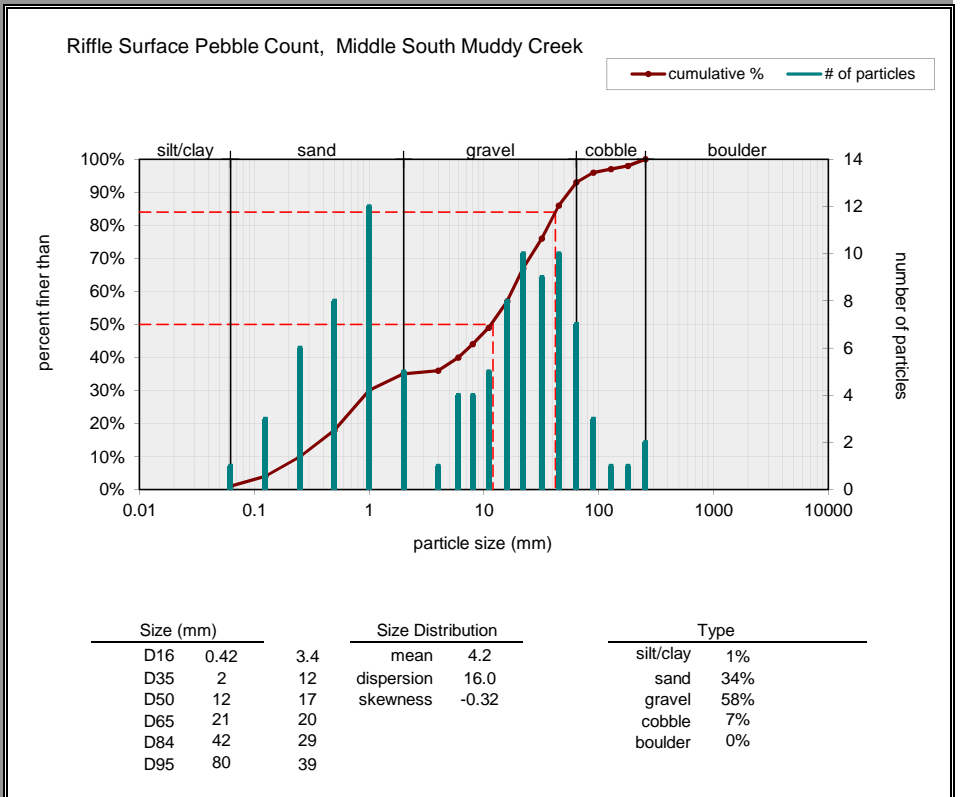 Riffle Surface Pebble Count,  Middle South Muddy Creek
cumulative %    # of particles
silt/clay    sand    gravel    cobble    boulder
100%    14
90%
80%    12
70%    10
60%    8
50%
40%    6
30%    4
20%
10%    2
0%    0
percent finer than
number of particles
0.01    0.1    1    10    100    1000    10000
particle size (mm)
Size (mm)    Size Distribution    Type
D16    0.42    3.4    mean    4.2    silt/clay    1%
D35    2    12    dispersion    16.0    sand    34%
D50    12    17    skewness    -0.32    gravel    58%
D65    21    20    cobble    7%
D84    42    29    boulder    0%
D95    80    39